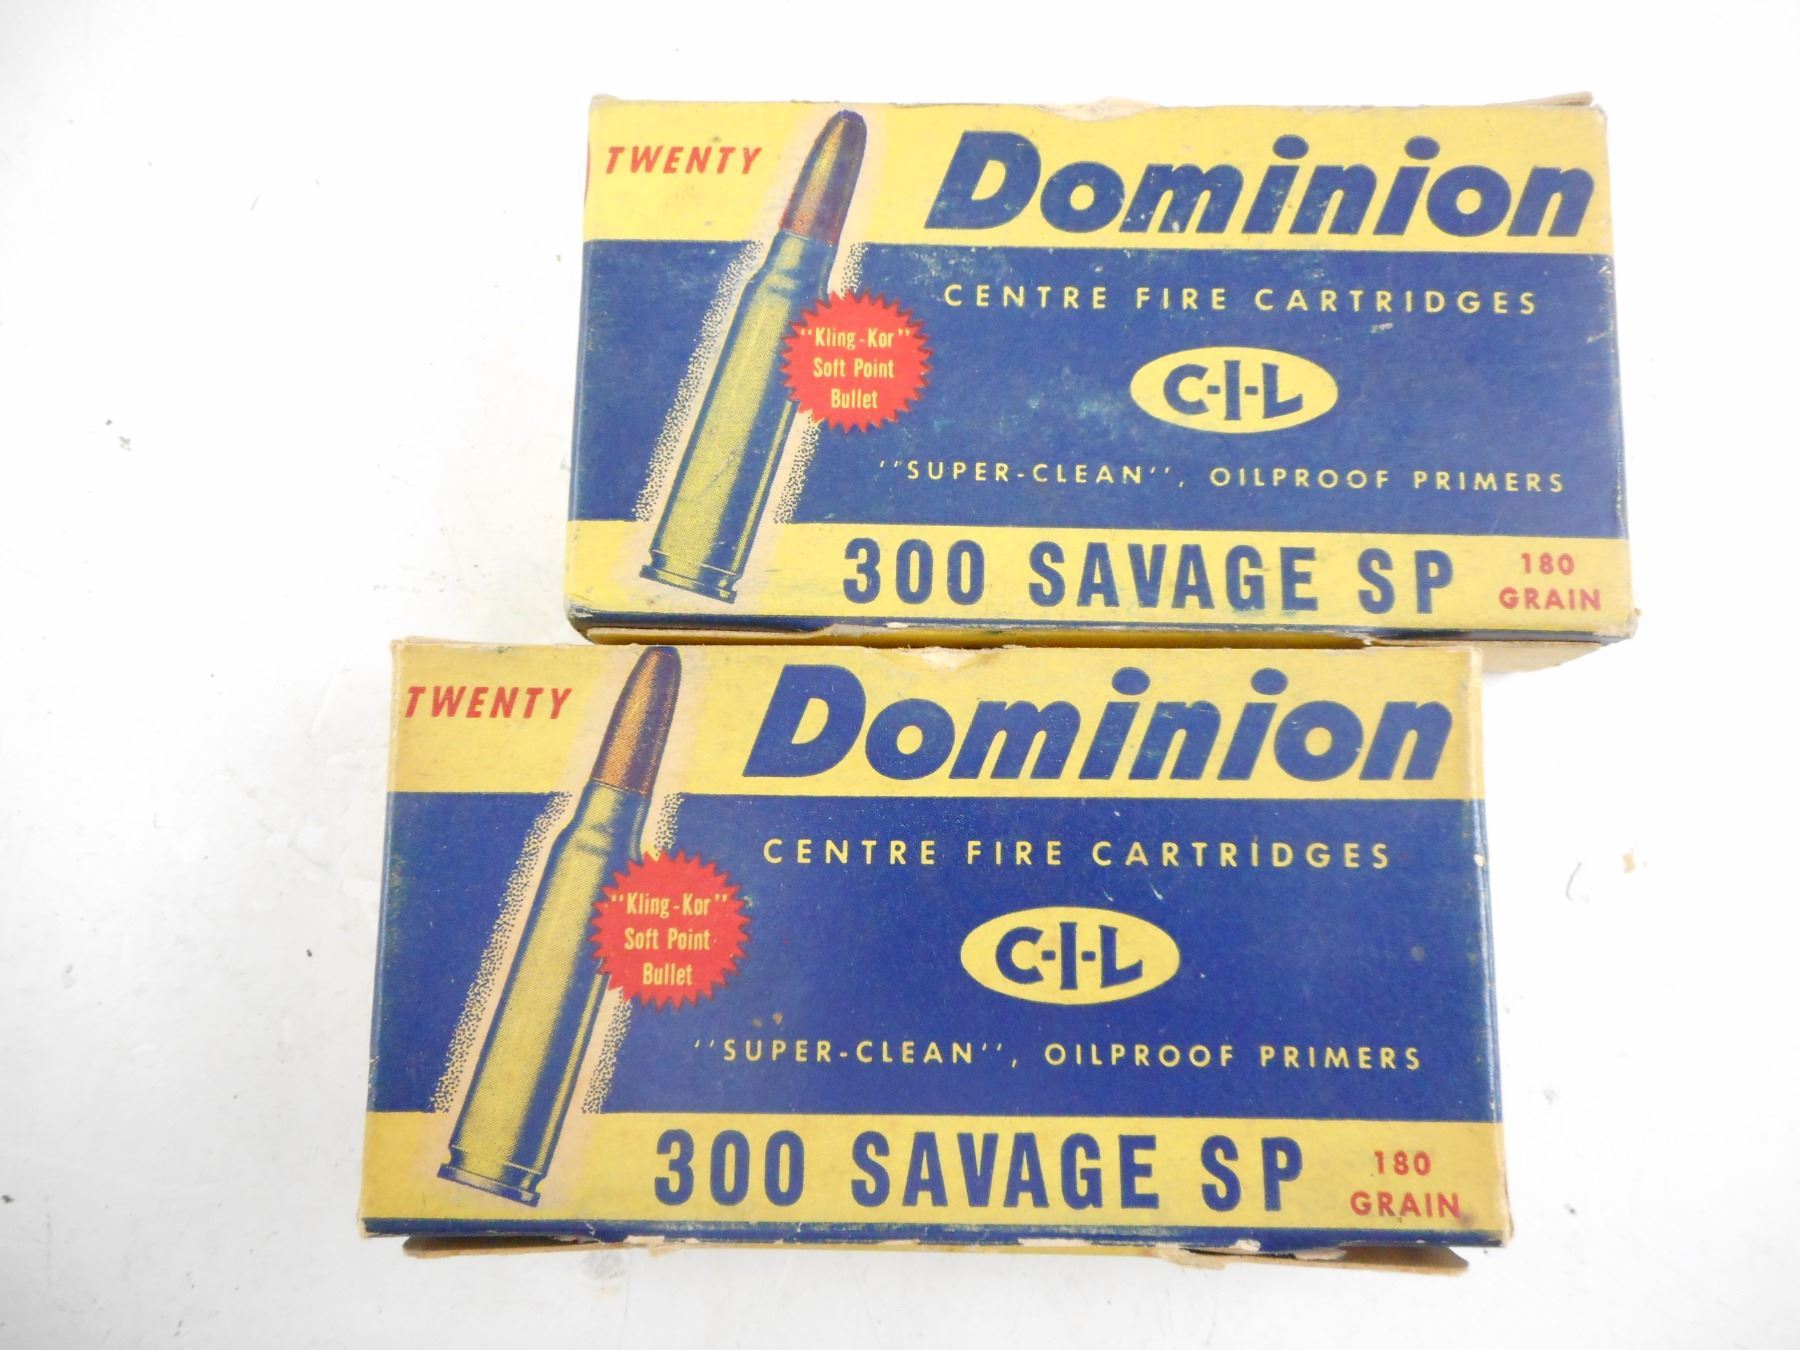 TWENTY
Dominion
CENTRE FIRE CARTRIDGES
"Kling-Kor"
Soft Point
Bullet
C-I-L
"SUPER-CLEAN", OILPROOF PRIMERS
300 SAVAGE SP
180
GRAIN
TWENTY
Dominion
CENTRE FIRE CARTRIDGES
"Kling-Kor"
Soft Point
Bullet
C-I-L
"SUPER-CLEAN", OILPROOF PRIMERS
300 SAVAGE SP
180
GRAIN